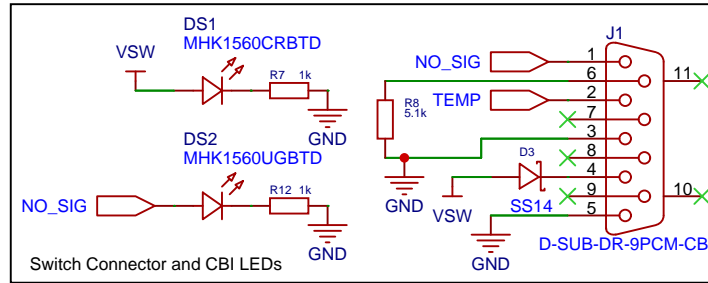 DS1
MHK1560CRBTD
VSW
R7 1k
GND
DS2
MHK1560UGBTD
NO_SIG
R12 1k
GND
Switch Connector and CBI LEDs
J1
NO_SIG
1
6
11
R8
5.1k
TEMP
2
7
3
8
D3
4
GND
VSW
SS14
9
10
5
GND
D-SUB-DR-9PCM-CB